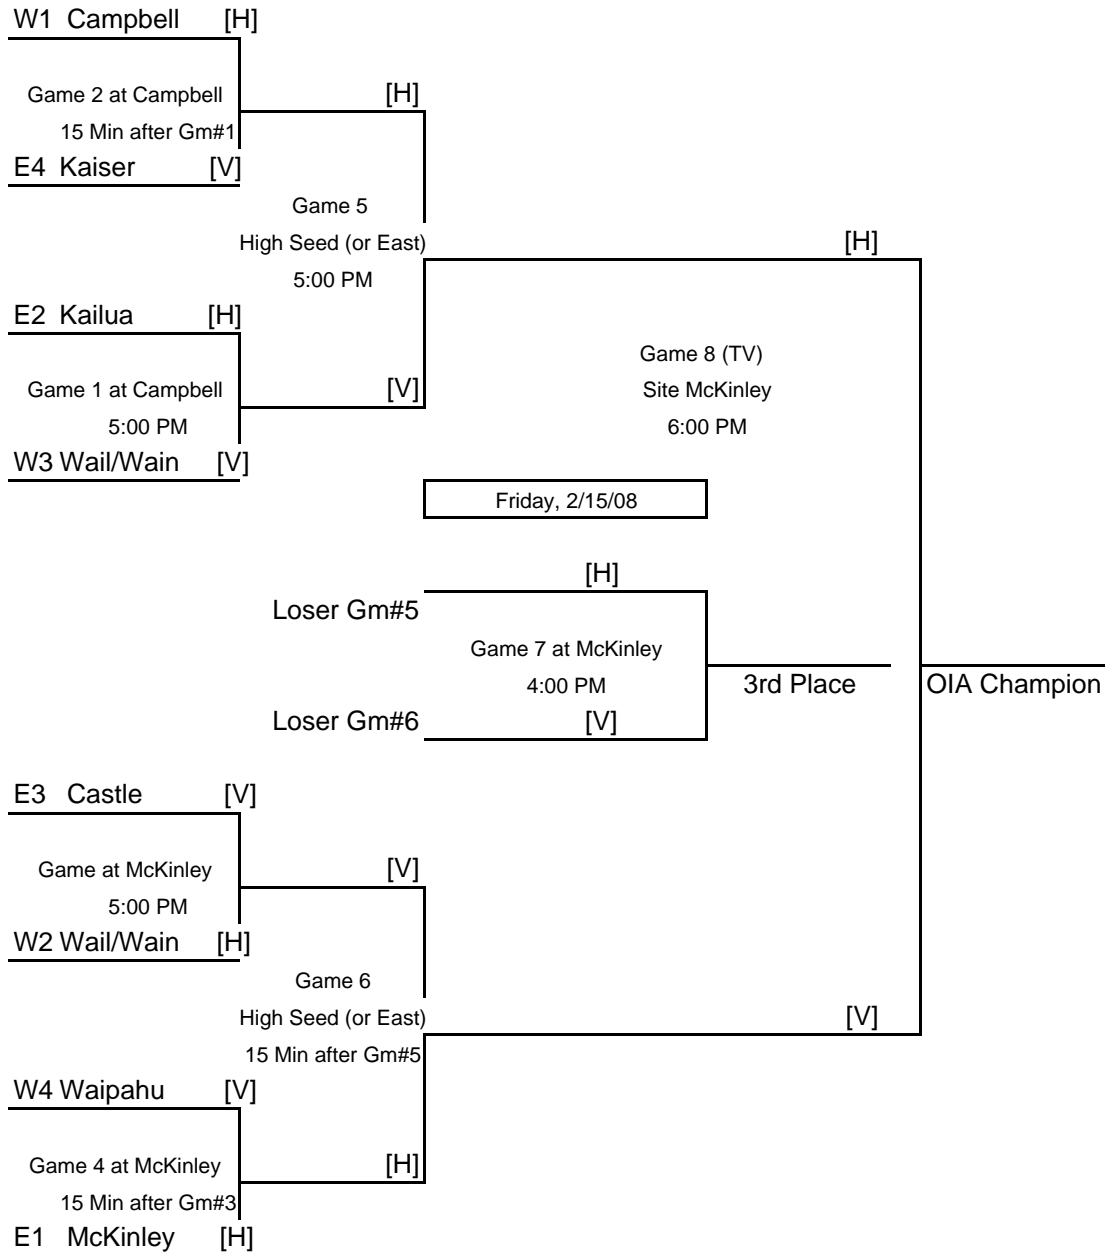 W1 Campbell [H]
Game 2 at Campbell
[H]
15 Min after Gm#1
E4 Kaiser [V]
Game 5
High Seed (or East)
[H]
5:00 PM
E2 Kailua [H]
Game 8 (TV)
Game 1 at Campbell
[V]
Site McKinley
5:00 PM
6:00 PM
W3 Wail/Wain [V]
Friday, 2/15/08
[H]
Loser Gm#5
Game 7 at McKinley
4:00 PM
3rd Place
OIA Champion
Loser Gm#6
[V]
E3 Castle [V]
Game at McKinley
[V]
5:00 PM
W2 Wail/Wain [H]
Game 6
High Seed (or East)
[V]
15 Min after Gm#5
W4 Waipahu [V]
Game 4 at McKinley
[H]
15 Min after Gm#3
E1 McKinley [H]